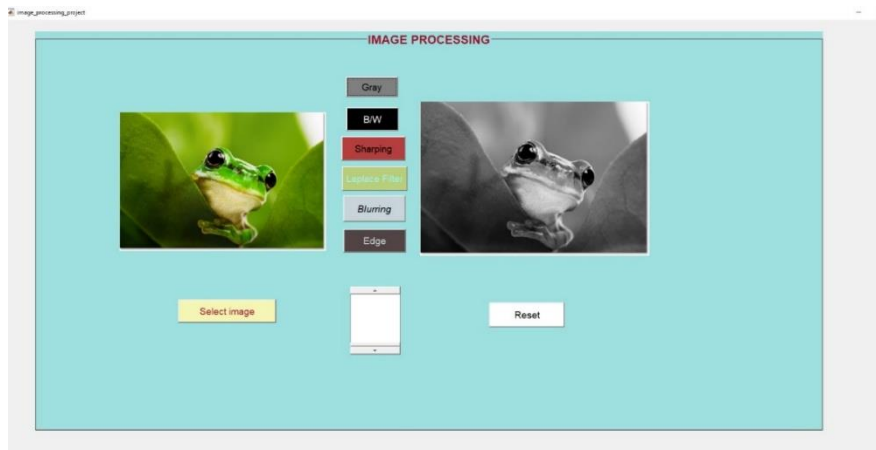 image_processing_project
IMAGE PROCESSING
Gray
B/W
Sharping
Laplace Filter
Blurring
Edge
Select image
Reset